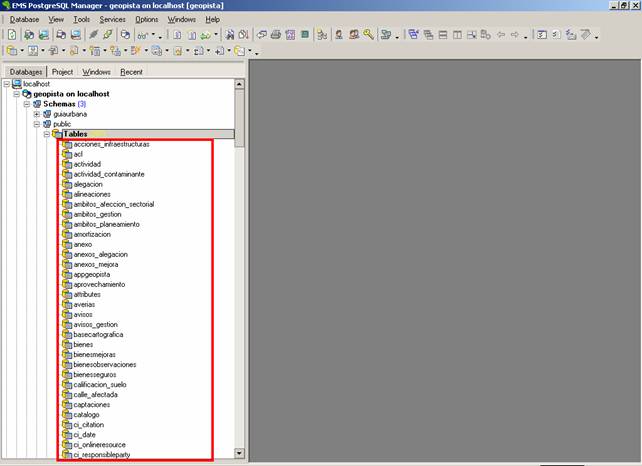 EMS PostgreSQL Manager - geopista on localhost [geopista]
Database View Tools Services Options Windows Help
Databases Project Windows Recent
localhost
geopista on localhost
Schemas (3)
guiaurbana
public
Tables
acciones_infraestructuras
acl
actividad
actividad_contaminante
alegacion
alineaciones
ambitos_afeccion_sectorial
ambitos_gestion
ambitos_planeamiento
amortizacion
anexo
anexos_alegacion
anexos_mejora
appgeopista
aprovechamiento
attributes
averias
avisos
avisos_gestion
basecartografica
bienes
bienesmejoras
bienesobservaciones
bienesseguros
calificacion_suelo
calle_afectada
captaciones
catalogo
ci_citation
ci_date
ci_onlineresource
ci_responsibleparty